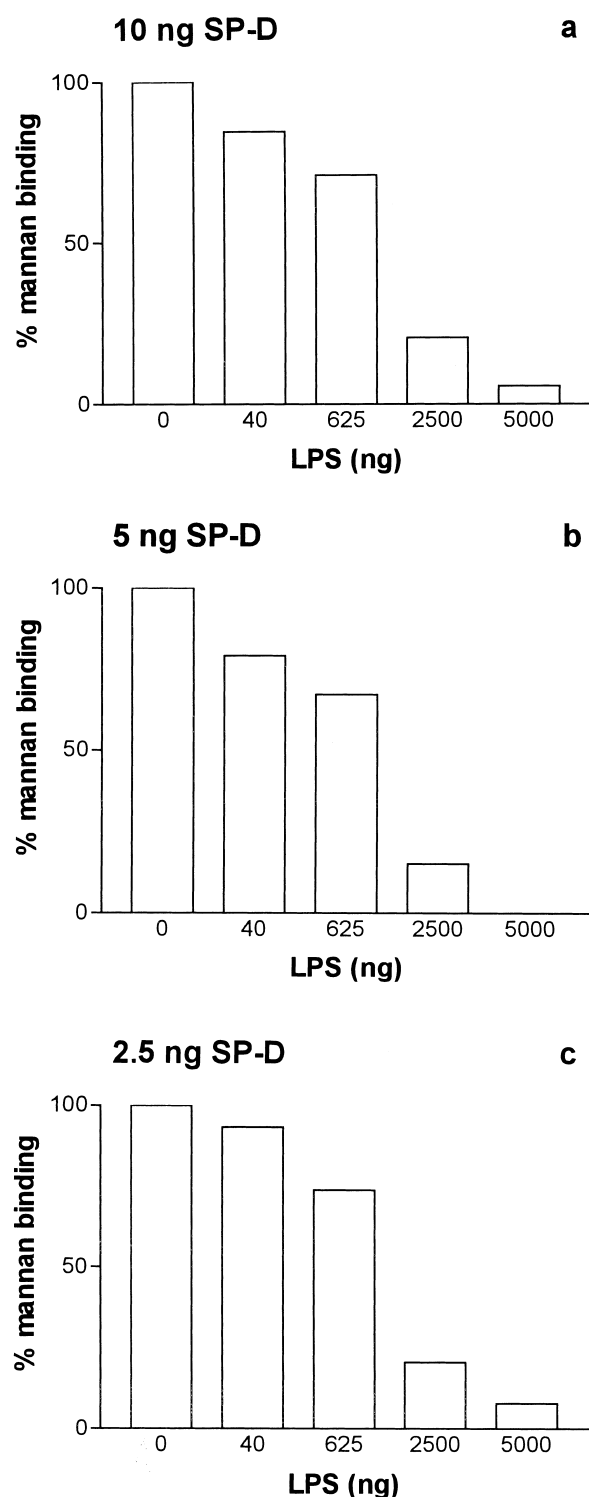 10 ng SP-D
a
100
50
0
% mannan binding
0 40 625 2500 5000
LPS (ng)
5 ng SP-D
b
100
50
0
% mannan binding
0 40 625 2500 5000
LPS (ng)
2.5 ng SP-D
c
100
50
0
% mannan binding
0 40 625 2500 5000
LPS (ng)